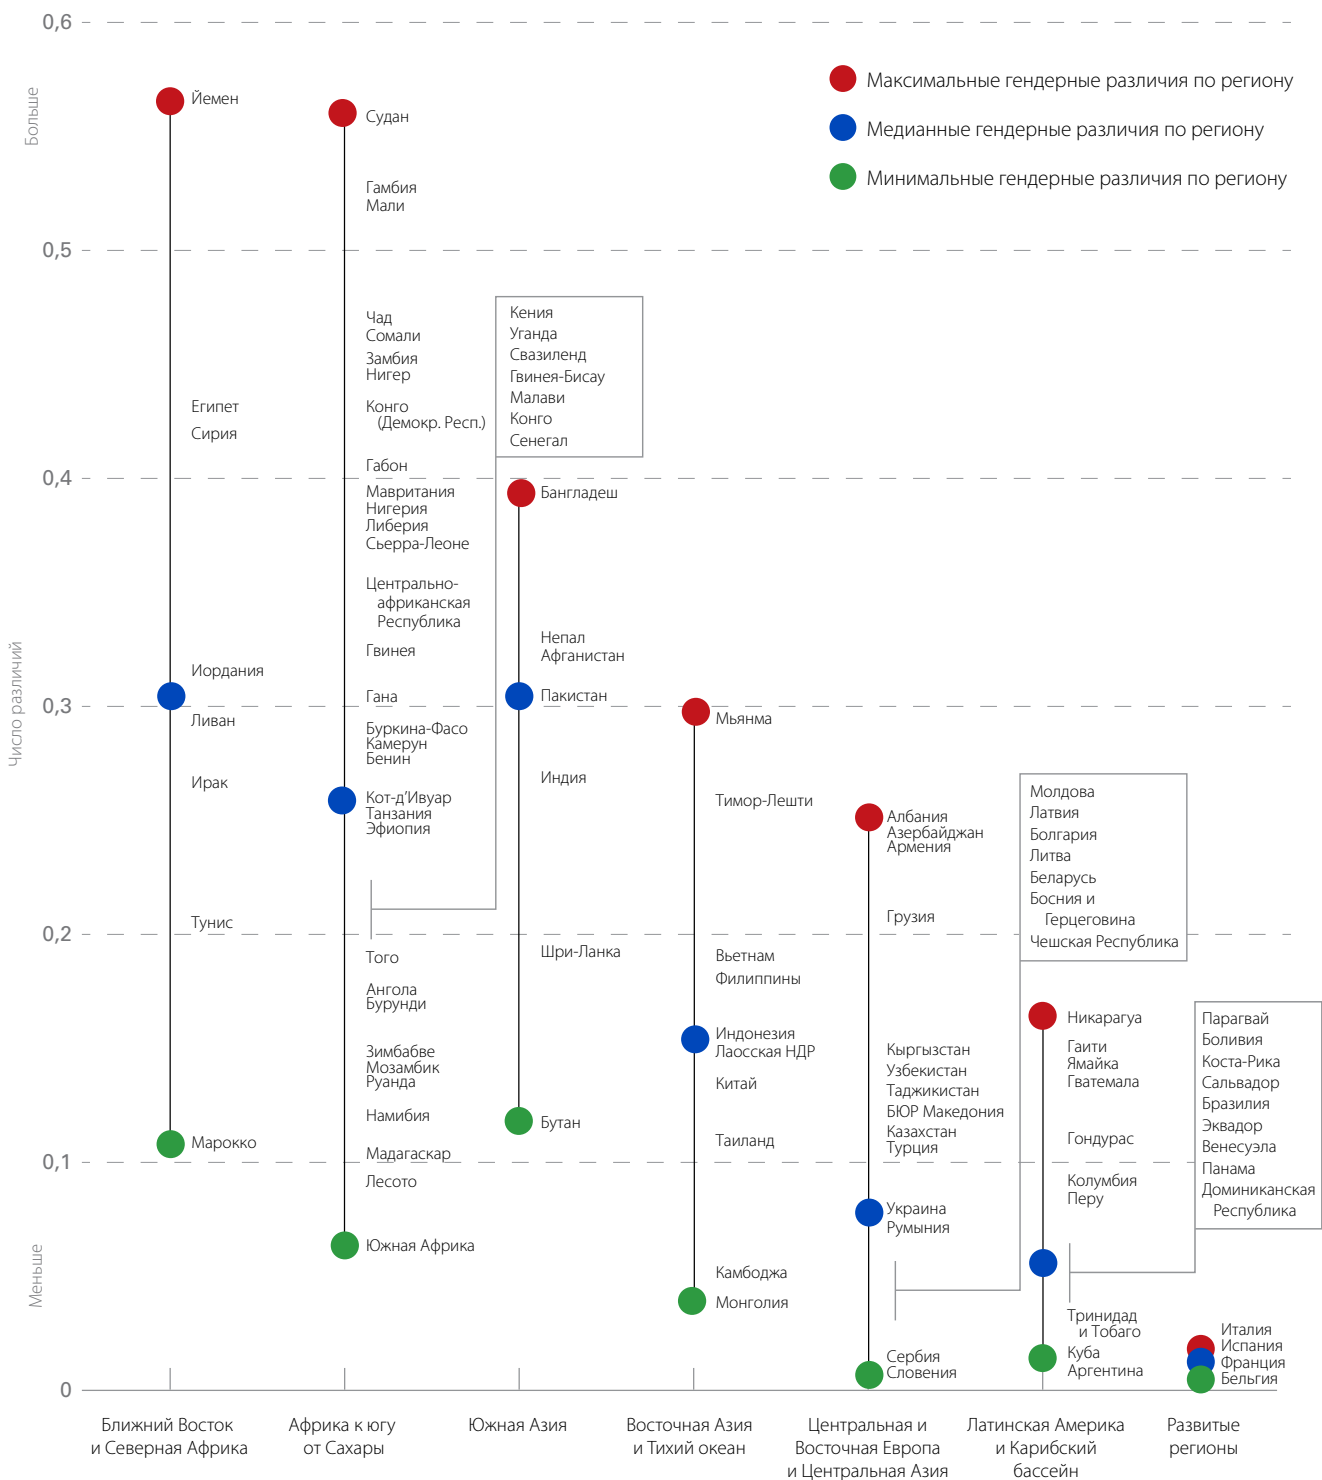 0,6
0,5
0,4
0,3
0,2
0,1
0
Больше
Число различий
Меньше
Максимальные гендерные различия по региону
Медианные гендерные различия по региону
Минимальные гендерные различия по региону
Йемен
Египет
Сирия
Иордания
Ливан
Ирак
Тунис
Марокко
Судан
Гамбия
Мали
Чад
Сомали
Замбия
Нигер
Конго
(Демокр. Респ.)
Габон
Мавритания
Нигерия
Либерия
Сьерра-Леоне
Центрально-
африканская
Республика
Гвинея
Гана
Буркина-Фасо
Камерун
Бенин
Кот-д'Ивуар
Танзания
Эфиопия
Кения
Уганда
Свазиленд
Гвинея-Бисау
Малави
Конго
Сенегал
Того
Ангола
Бурунди
Зимбабве
Мозамбик
Руанда
Намибия
Мадагаскар
Лесото
Южная Африка
Бангладеш
Непал
Афганистан
Пакистан
Индия
Шри-Ланка
Бутан
Мьянма
Тимор-Лешти
Вьетнам
Филиппины
Индонезия
Лаосская НДР
Китай
Таиланд
Камбоджа
Монголия
Албания
Азербайджан
Армения
Грузия
Кыргызстан
Узбекистан
Таджикистан
БЮР Македония
Казахстан
Турция
Украина
Румыния
Молдова
Латвия
Болгария
Литва
Беларусь
Босния и
Герцеговина
Чешская Республика
Сербия
Словения
Никарагуа
Гаити
Ямайка
Гватемала
Гондурас
Колумбия
Перу
Парагвай
Боливия
Коста-Рика
Сальвадор
Бразилия
Эквадор
Венесуэла
Панама
Доминиканская
Республика
Тринидад
и Тобаго
Куба
Аргентина
Италия
Испания
Франция
Бельгия
Ближний Восток
и Северная Африка
Африка к югу
от Сахары
Южная Азия
Восточная Азия
и Тихий океан
Центральная и
Восточная Европа
и Центральная Азия
Латинская Америка
и Карибский
бассейн
Развитые
регионы